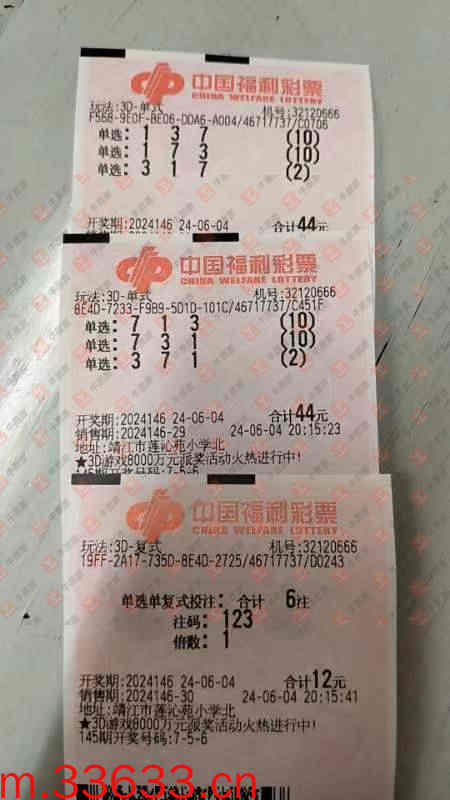 中国福利彩票
CHINA WELFARE LOTTERY
玩法:3D-单式 机号:32120666
F568-9E0F-BE06-DDA6-A004/46717737/C0706
单选: 1 3 7 (10)
单选: 1 7 3 (10)
单选: 3 1 7 (2)
开奖期:2024146 24-06-04 合计44元
中国福利彩票
CHINA WELFARE LOTTERY
玩法:3D-单式 机号:32120666
8E4D-7233-F9B9-5D1D-101C/46717737/C451F
单选: 7 1 3 (10)
单选: 7 3 1 (10)
单选: 3 7 1 (2)
开奖期:2024146 24-06-04 合计44元
销售期:2024146-29 24-06-04 20:15:23
地址:靖江市莲沁苑小学北
★3D游戏8000万元派奖活动火热进行中!
145期开奖号码:7-5-6
中国福利彩票
CHINA WELFARE LOTTERY
玩法:3D-复式 机号:32120666
19FF-2A17-735D-8E4D-2725/46717737/D0243
单选单复式投注: 合计 6注
注码: 123
倍数: 1
开奖期:2024146 24-06-04 合计12元
销售期:2024146-30 24-06-04 20:15:41
地址:靖江市莲沁苑小学北
★3D游戏8000万元派奖活动火热进行中!
145期开奖号码:7-5-6
m.33633.cn